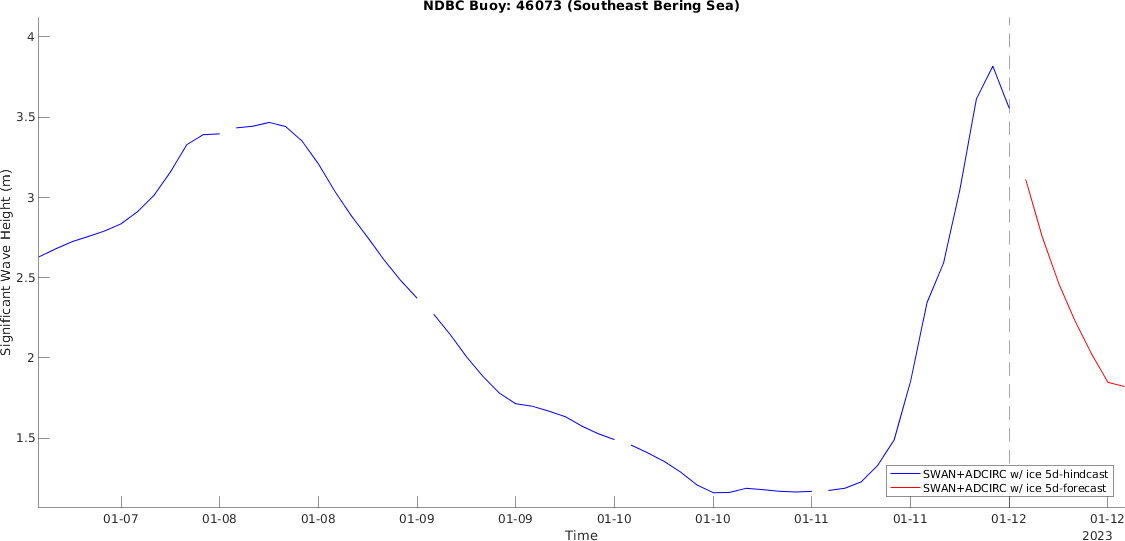 NDBC Buoy: 46073 (Southeast Bering Sea)
Significant Wave Height (m)
4
3.5
3
2.5
2
1.5
SWAN+ADCIRC w/ ice 5d-hindcast
SWAN+ADCIRC w/ ice 5d-forecast
01-07 01-08 01-08 01-09 01-09 01-10 01-10 01-11 01-11 01-12 01-12
Time
2023